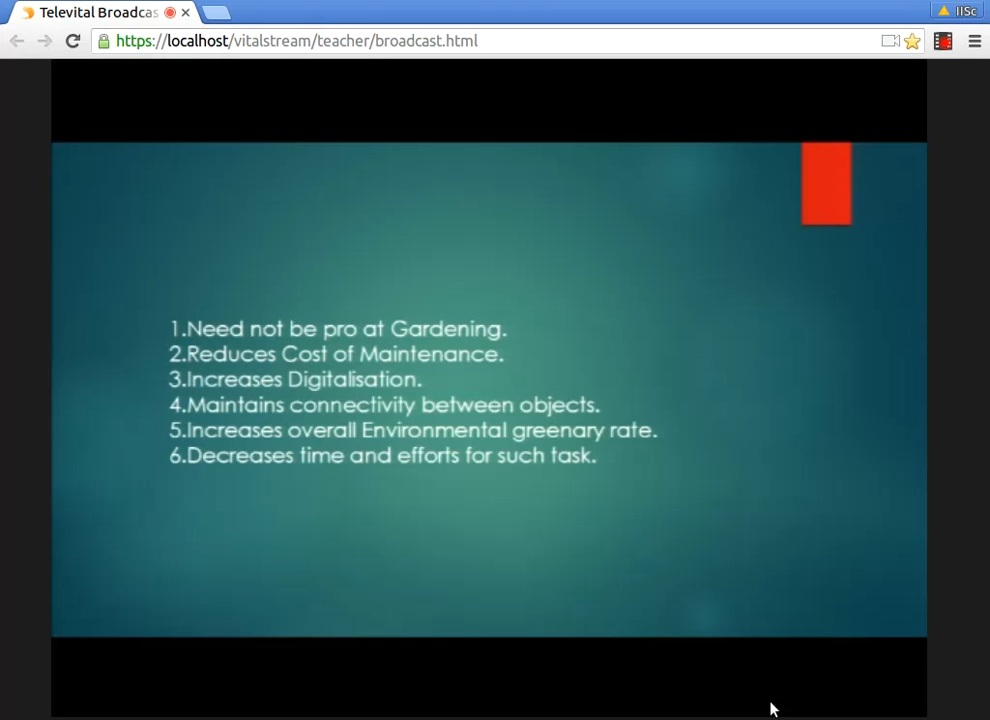 Televital Broadcas
IISc
https://localhost/vitalstream/teacher/broadcast.html
1.Need not be pro at Gardening.
2.Reduces Cost of Maintenance.
3.Increases Digitalisation.
4.Maintains connectivity between objects.
5.Increases overall Environmental greenary rate.
6.Decreases time and efforts for such task.